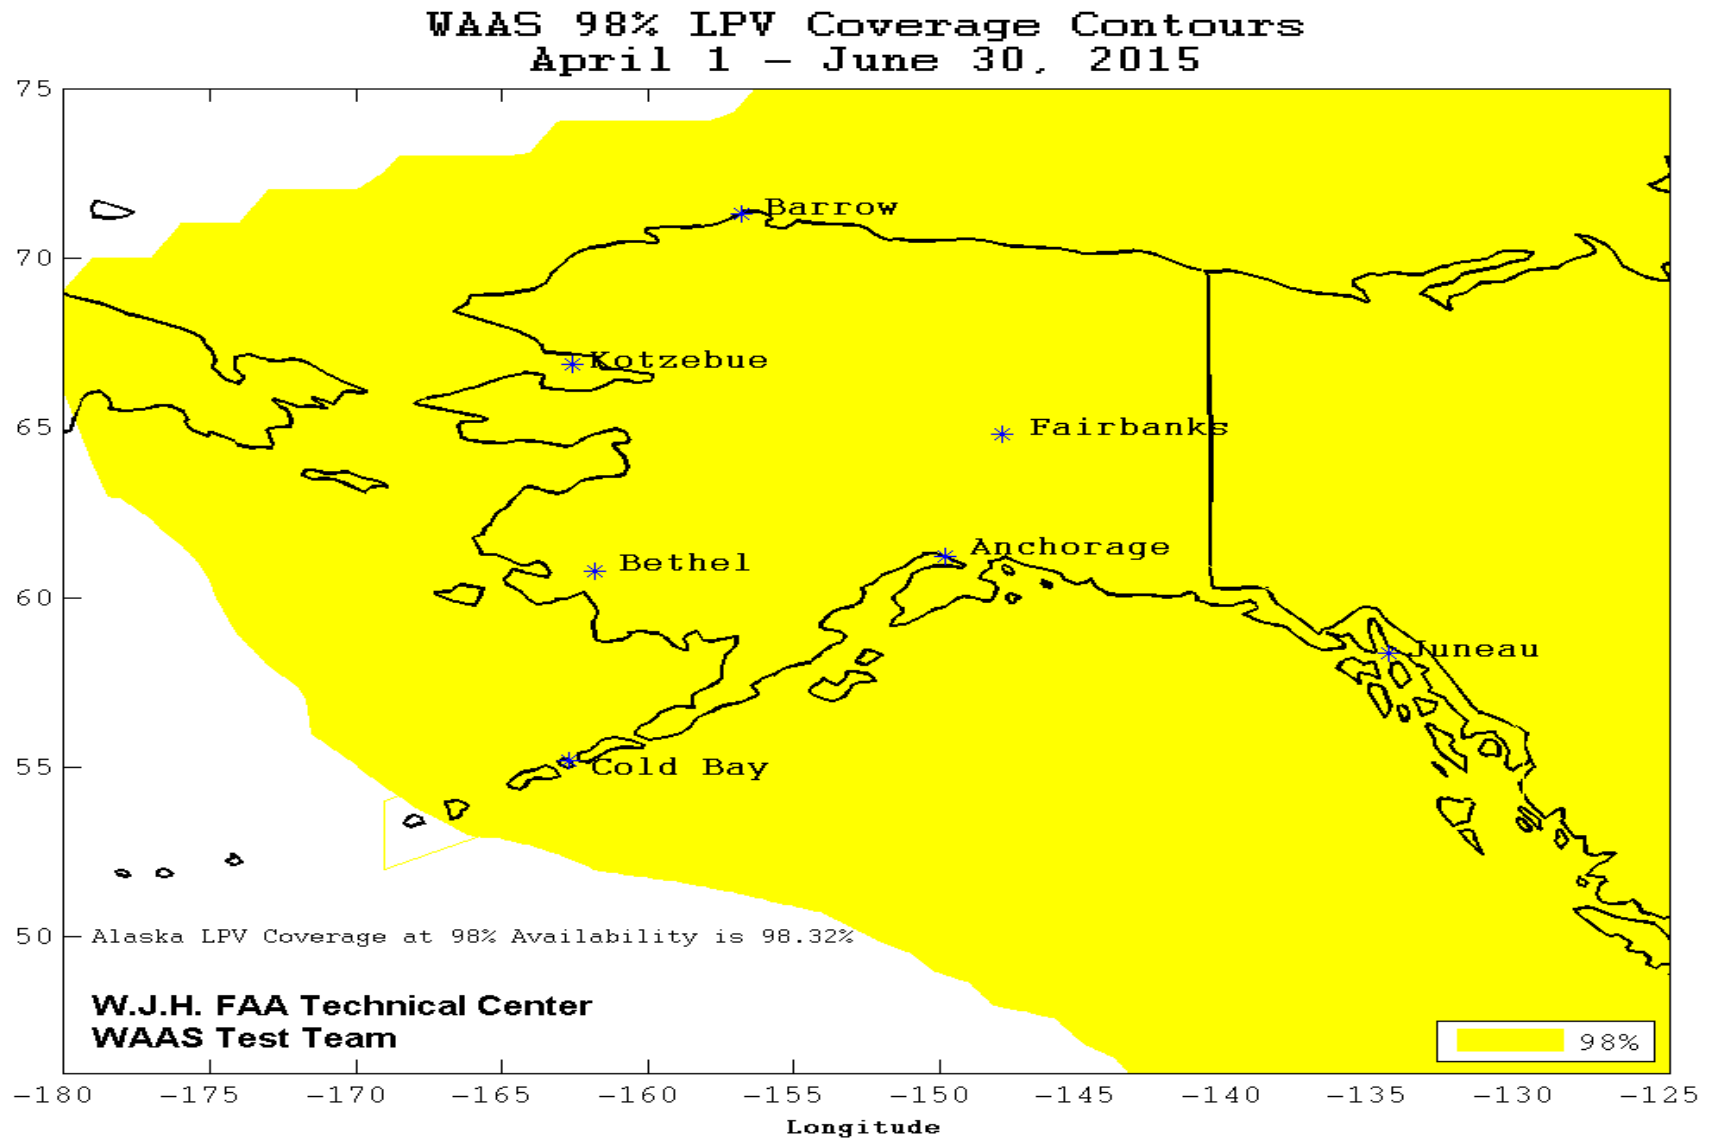 WAAS 98% LPV Coverage Contours
April 1 – June 30, 2015
75
70
65
60
55
50
Barrow
Kotzebue
Fairbanks
Anchorage
Bethel
Juneau
Cold Bay
Alaska LPV Coverage at 98% Availability is 98.32%
W.J.H. FAA Technical Center
WAAS Test Team
98%
−180 −175 −170 −165 −160 −155 −150 −145 −140 −135 −130 −125
Longitude